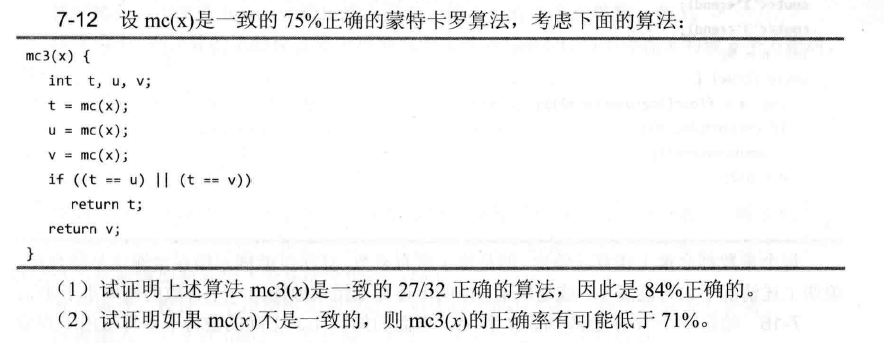 7-12 设 mc(x)是一致的 75%正确的蒙特卡罗算法，考虑下面的算法：
mc3(x) {
int t, u, v;
t = mc(x);
u = mc(x);
v = mc(x);
if ((t == u) || (t == v))
return t;
return v;
}
（1）试证明上述算法 mc3(x)是一致的 27/32 正确的算法，因此是 84%正确的。
（2）试证明如果 mc(x)不是一致的，则 mc3(x)的正确率有可能低于 71%。